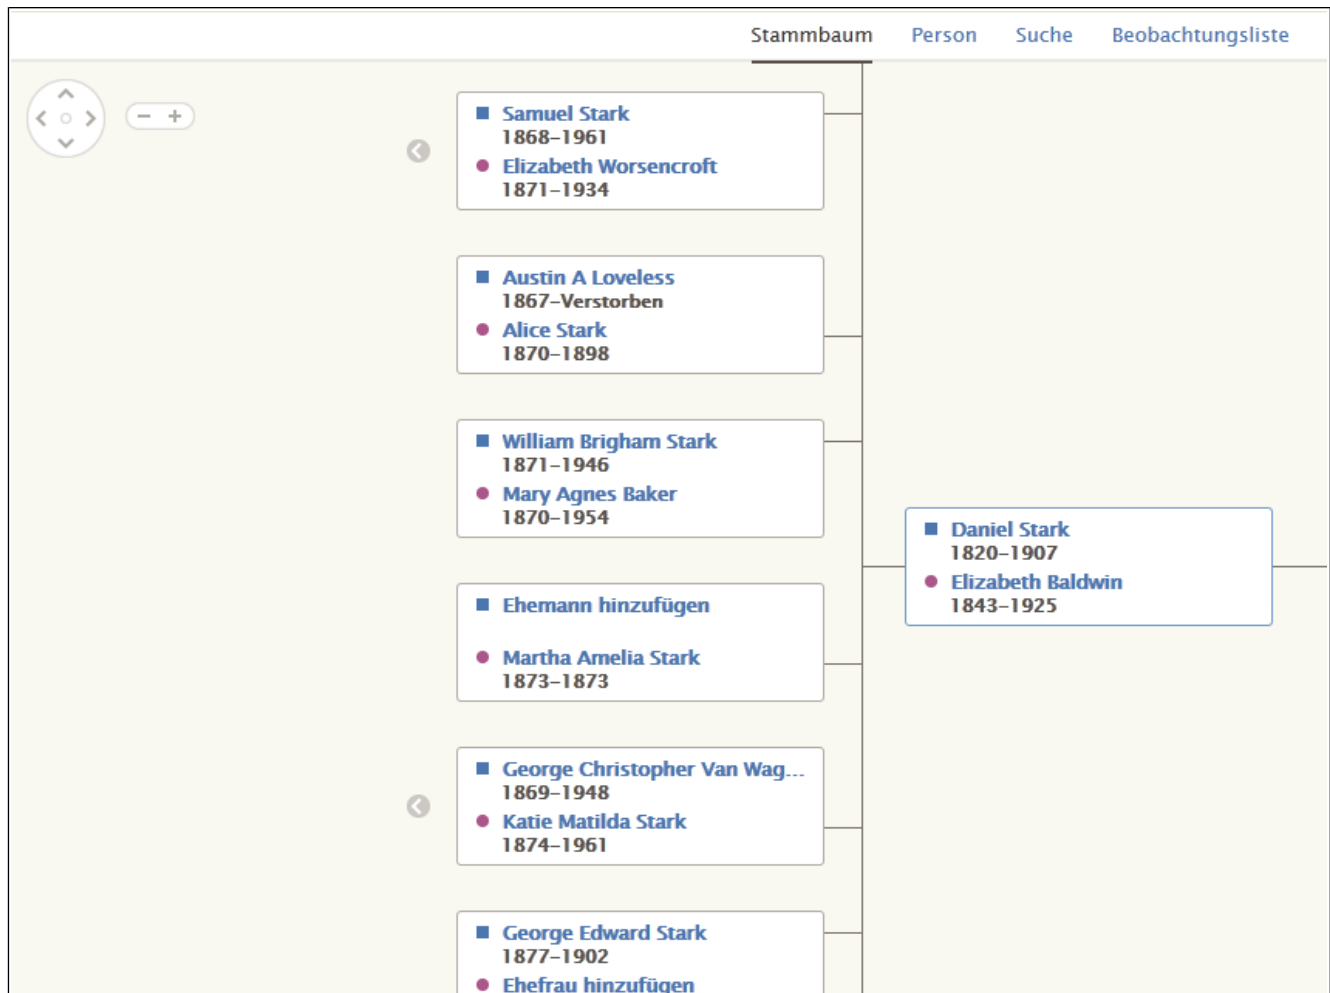 Stammbaum Person Suche Beobachtungsliste
Samuel Stark
1868–1961
Elizabeth Worsencroft
1871–1934
Austin A Loveless
1867–Verstorben
Alice Stark
1870–1898
William Brigham Stark
1871–1946
Mary Agnes Baker
1870–1954
Daniel Stark
1820–1907
Elizabeth Baldwin
1843–1925
Ehemann hinzufügen
Martha Amelia Stark
1873–1873
George Christopher Van Wag...
1869–1948
Katie Matilda Stark
1874–1961
George Edward Stark
1877–1902
Ehefrau hinzufügen